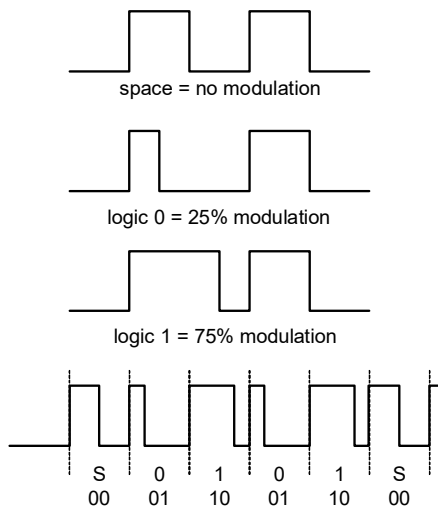 space = no modulation
logic 0 = 25% modulation
logic 1 = 75% modulation
S 0 1 0 1 S
00 01 10 01 10 00